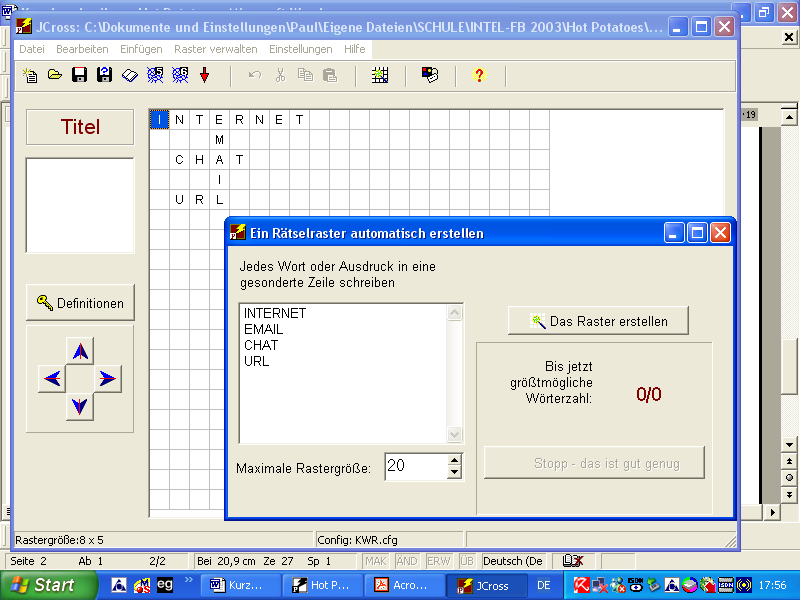 JCross: C:\Dokumente und Einstellungen\Paul\Eigene Dateien\SCHULE\INTEL-FB 2003\Hot Potatoes\...
Datei Bearbeiten Einfügen Raster verwalten Einstellungen Hilfe
Titel
I N T E R N E T
M
C H A T
I
U R L
Definitionen
Ein Rätselraster automatisch erstellen
Jedes Wort oder Ausdruck in eine
gesonderte Zeile schreiben
INTERNET
EMAIL
CHAT
URL
Das Raster erstellen
Bis jetzt
größtmögliche
Wörterzahl:
0/0
Maximale Rastergröße: 20
Stopp - das ist gut genug
Rastergröße:8 x 5
Config: KWR.cfg
19
Seite 2 Ab 1 2/2 Bei 20,9 cm Ze 27 Sp 1 MAK ÄND ERW ÜB Deutsch (De
Start eg » Kurz... Hot P... Acro... JCross DE ISDN ISDN 17:56